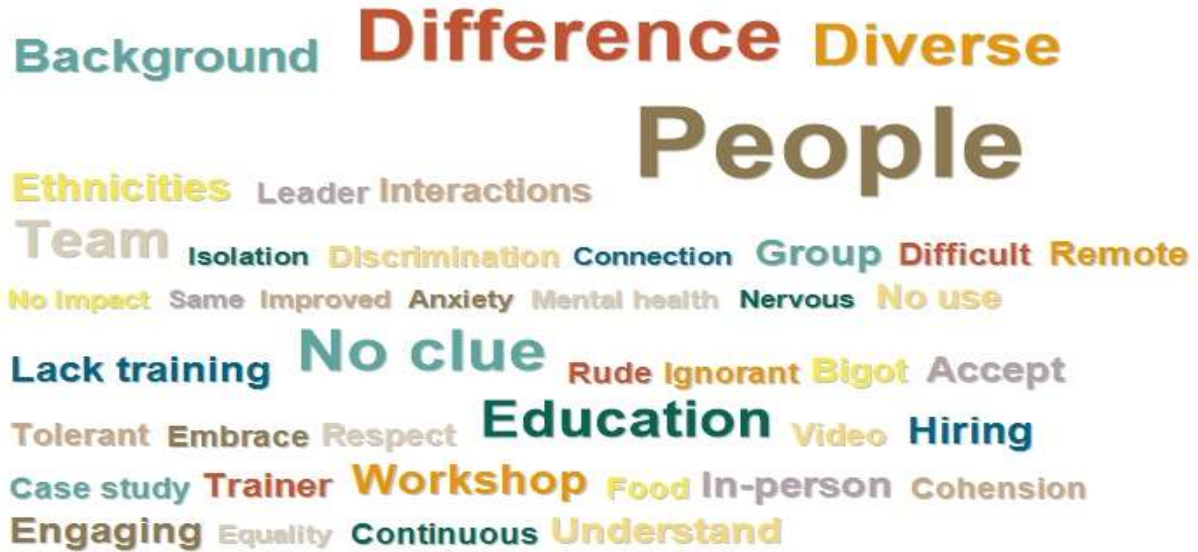 Background Difference Diverse
People
Ethnicities Leader Interactions
Team Isolation Discrimination Connection Group Difficult Remote
No impact Same Improved Anxiety Mental health Nervous No use
Lack training No clue Rude Ignorant Bigot Accept
Tolerant Embrace Respect Education Video Hiring
Case study Trainer Workshop Food In-person Cohension
Engaging Equality Continuous Understand